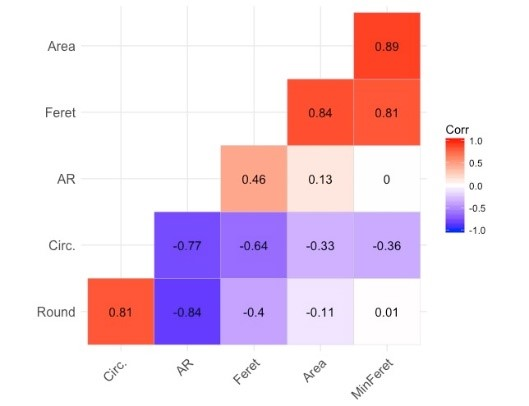 Area
0.89
Feret
0.84 0.81
Corr
1.0
0.5
0.0
-0.5
-1.0
AR
0.46 0.13 0
Circ.
-0.77 -0.64 -0.33 -0.36
Round
0.81 -0.84 -0.4 -0.11 0.01
Circ. AR Feret Area MinFeret